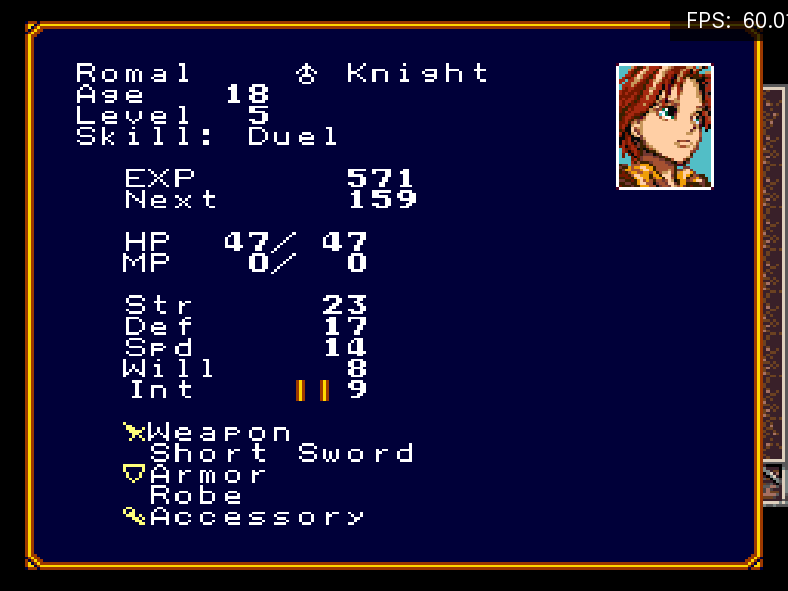 FPS: 60.0
Romal Knight
Age 18
Level 5
Skill: Duel
EXP 571
Next 159
HP 47/ 47
MP 0/ 0
Str 23
Def 17
Spd 14
Will 8
Int 9
Weapon
Short Sword
Armor
Robe
Accessory